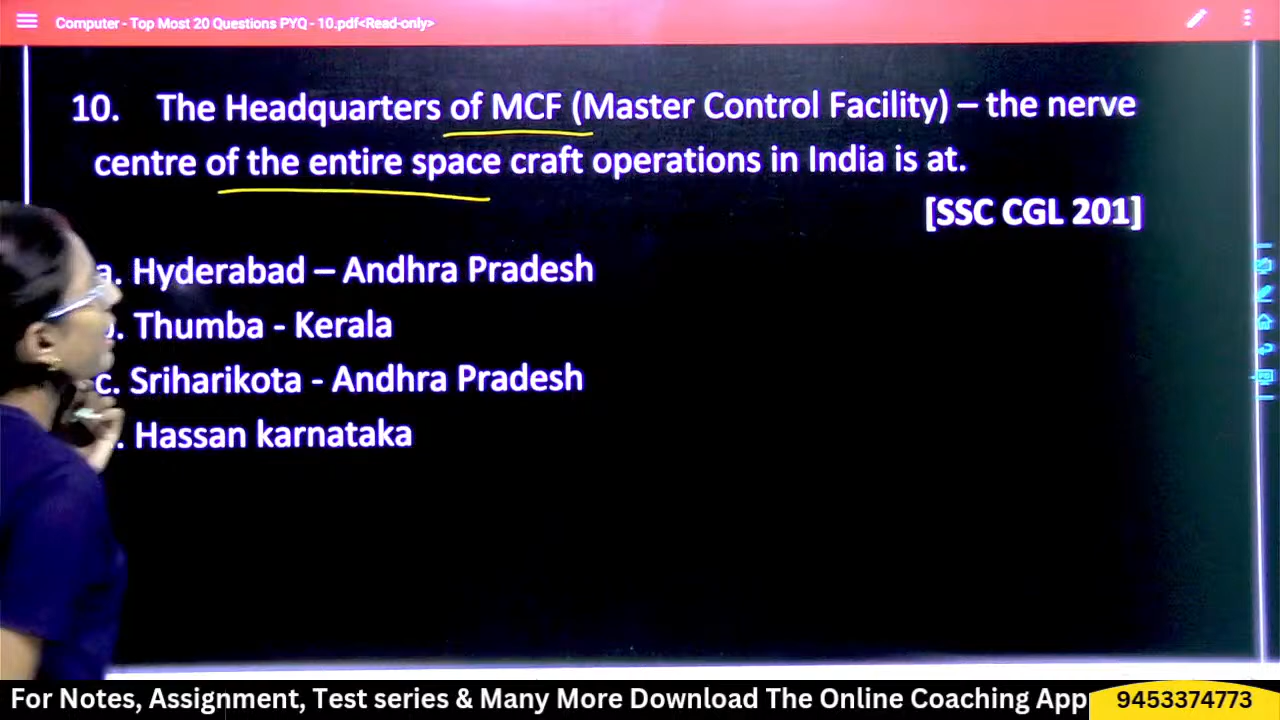 Computer - Top Most 20 Questions PYQ - 10.pdf<Read-only>
10. The Headquarters of MCF (Master Control Facility) – the nerve
centre of the entire space craft operations in India is at.
[SSC CGL 201]
a. Hyderabad – Andhra Pradesh
. Thumba - Kerala
c. Sriharikota - Andhra Pradesh
. Hassan karnataka
For Notes, Assignment, Test series & Many More Download The Online Coaching App
9453374773